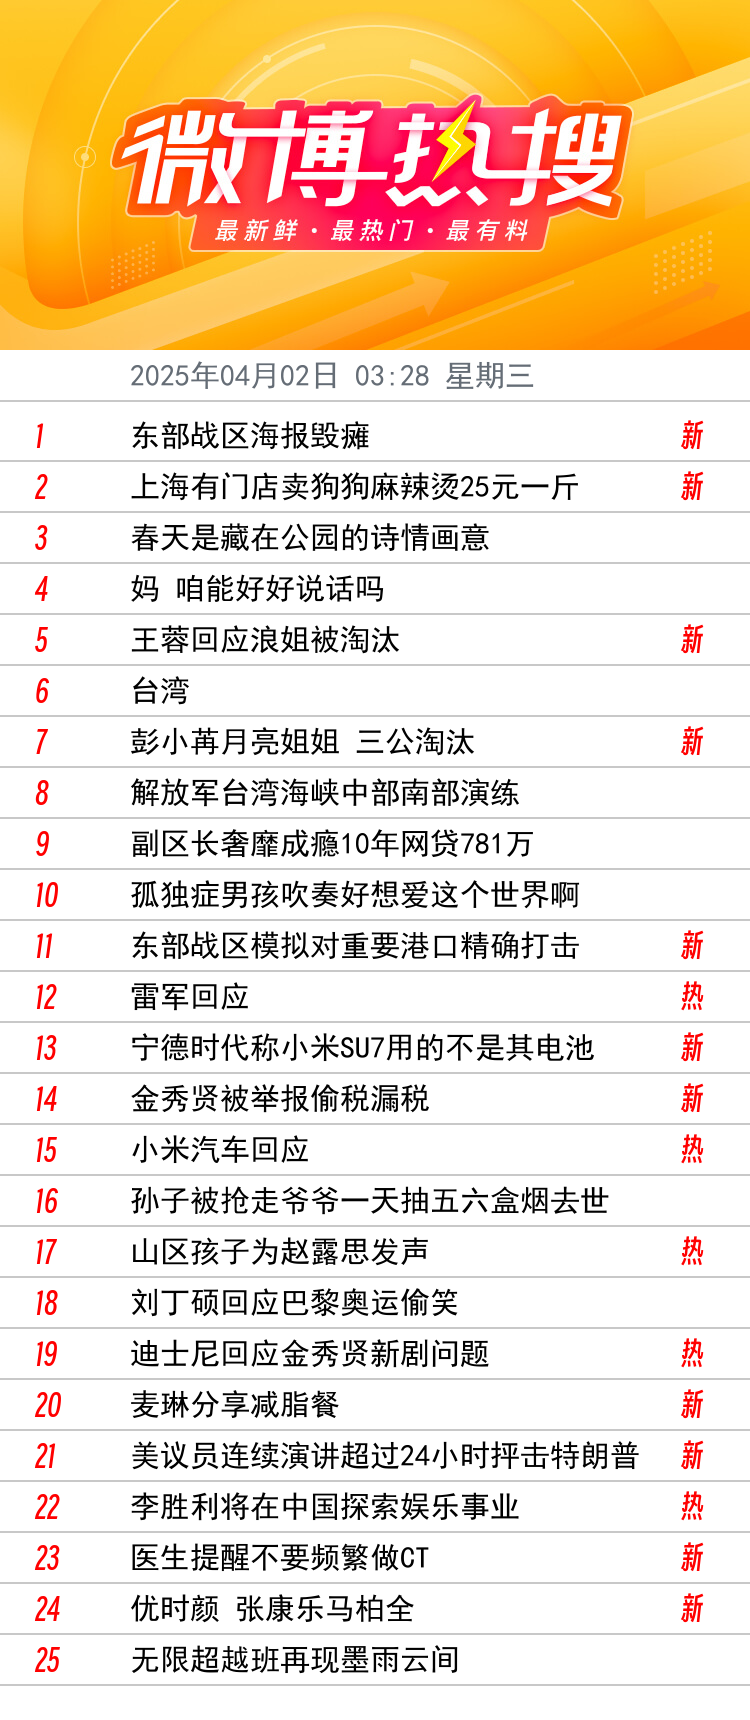 微博热搜
最新鲜·最热门·最有料
2025年04月02日 03:28 星期三
1 东部战区海报毁瘫 新
2 上海有门店卖狗狗麻辣烫25元一斤 新
3 春天是藏在公园的诗情画意
4 妈 咱能好好说话吗
5 王蓉回应浪姐被淘汰 新
6 台湾
7 彭小苒月亮姐姐 三公淘汰 新
8 解放军台湾海峡中部南部演练
9 副区长奢靡成瘾10年网贷781万
10 孤独症男孩吹奏好想爱这个世界啊
11 东部战区模拟对重要港口精确打击 新
12 雷军回应 热
13 宁德时代称小米SU7用的不是其电池 新
14 金秀贤被举报偷税漏税 新
15 小米汽车回应 热
16 孙子被抢走爷爷一天抽五六盒烟去世
17 山区孩子为赵露思发声 热
18 刘丁硕回应巴黎奥运偷笑
19 迪士尼回应金秀贤新剧问题 热
20 麦琳分享减脂餐 新
21 美议员连续演讲超过24小时抨击特朗普 新
22 李胜利将在中国探索娱乐事业 热
23 医生提醒不要频繁做CT 新
24 优时颜 张康乐马柏全 新
25 无限超越班再现墨雨云间